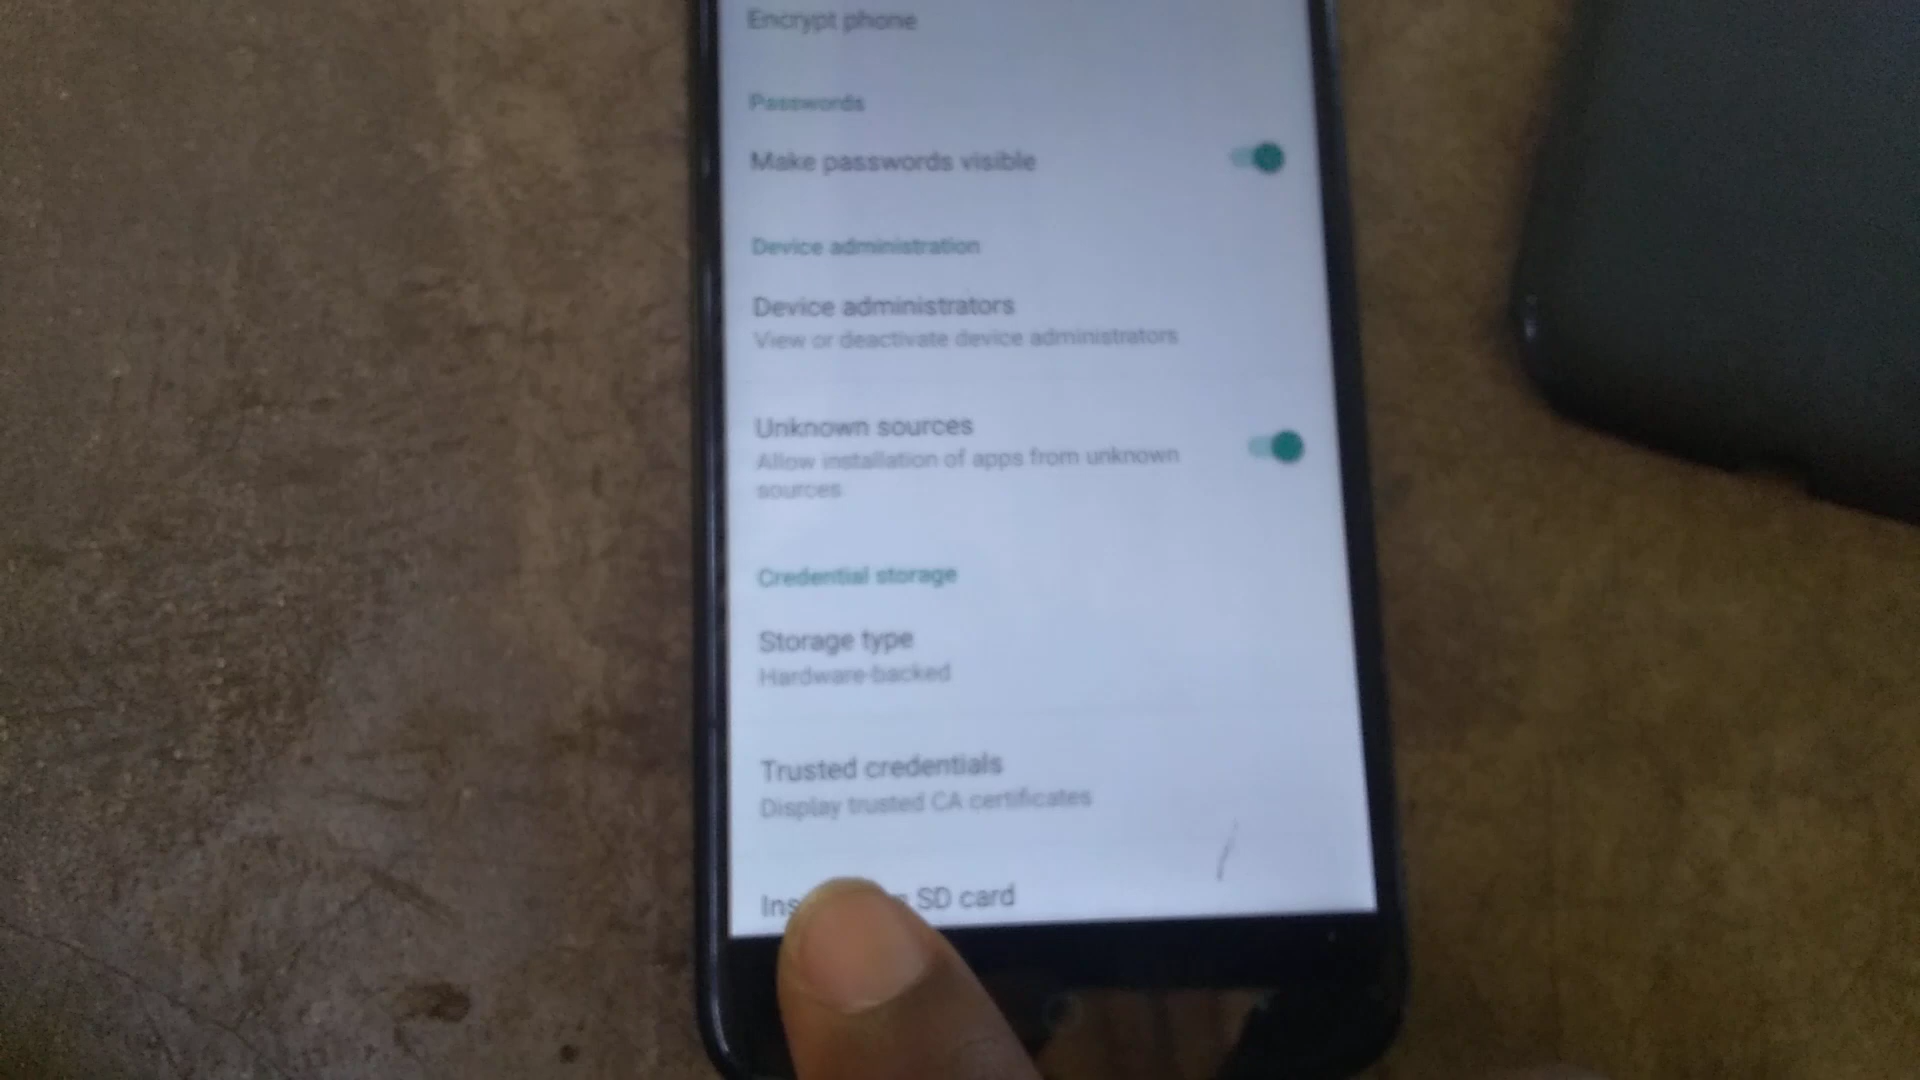 Encrypt phone
Passwords
Make passwords visible
Device administration
Device administrators
View or deactivate device administrators
Unknown sources
Allow installation of apps from unknown
sources
Credential storage
Storage type
Hardware-backed
Trusted credentials
Display trusted CA certificates
SD card